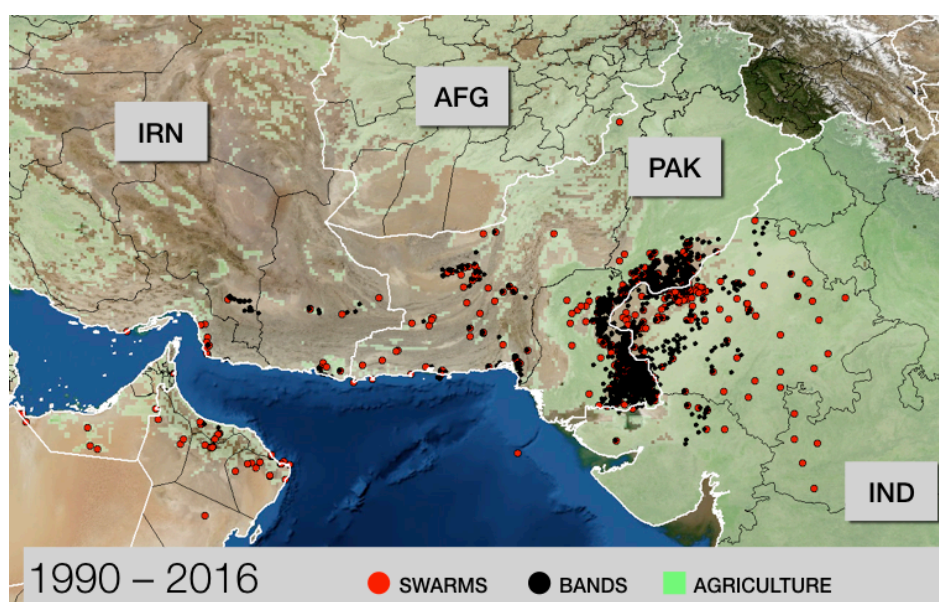 IRN
AFG
PAK
IND
1990 – 2016
SWARMS
BANDS
AGRICULTURE